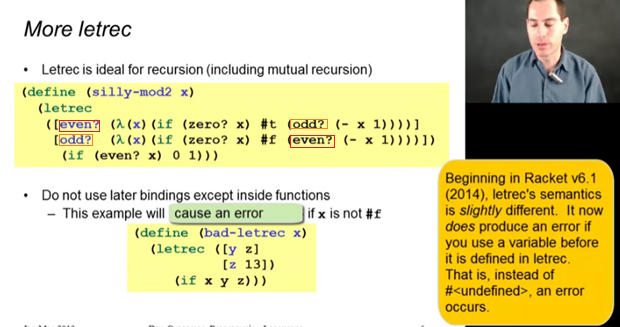 More letrec
• Letrec is ideal for recursion (including mutual recursion)
(define (silly-mod2 x)
(letrec
([even? (λ(x)(if (zero? x) #t (odd? (- x 1))))]
[odd? (λ(x)(if (zero? x) #f (even? (- x 1))))])
(if (even? x) 0 1)))
• Do not use later bindings except inside functions
– This example will cause an error if x is not #f
(define (bad-letrec x)
(letrec ([y z]
[z 13])
(if x y z)))
Beginning in Racket v6.1
(2014), letrec's semantics
is slightly different. It now
does produce an error if
you use a variable before
it is defined in letrec.
That is, instead of
#<undefined>, an error
occurs.